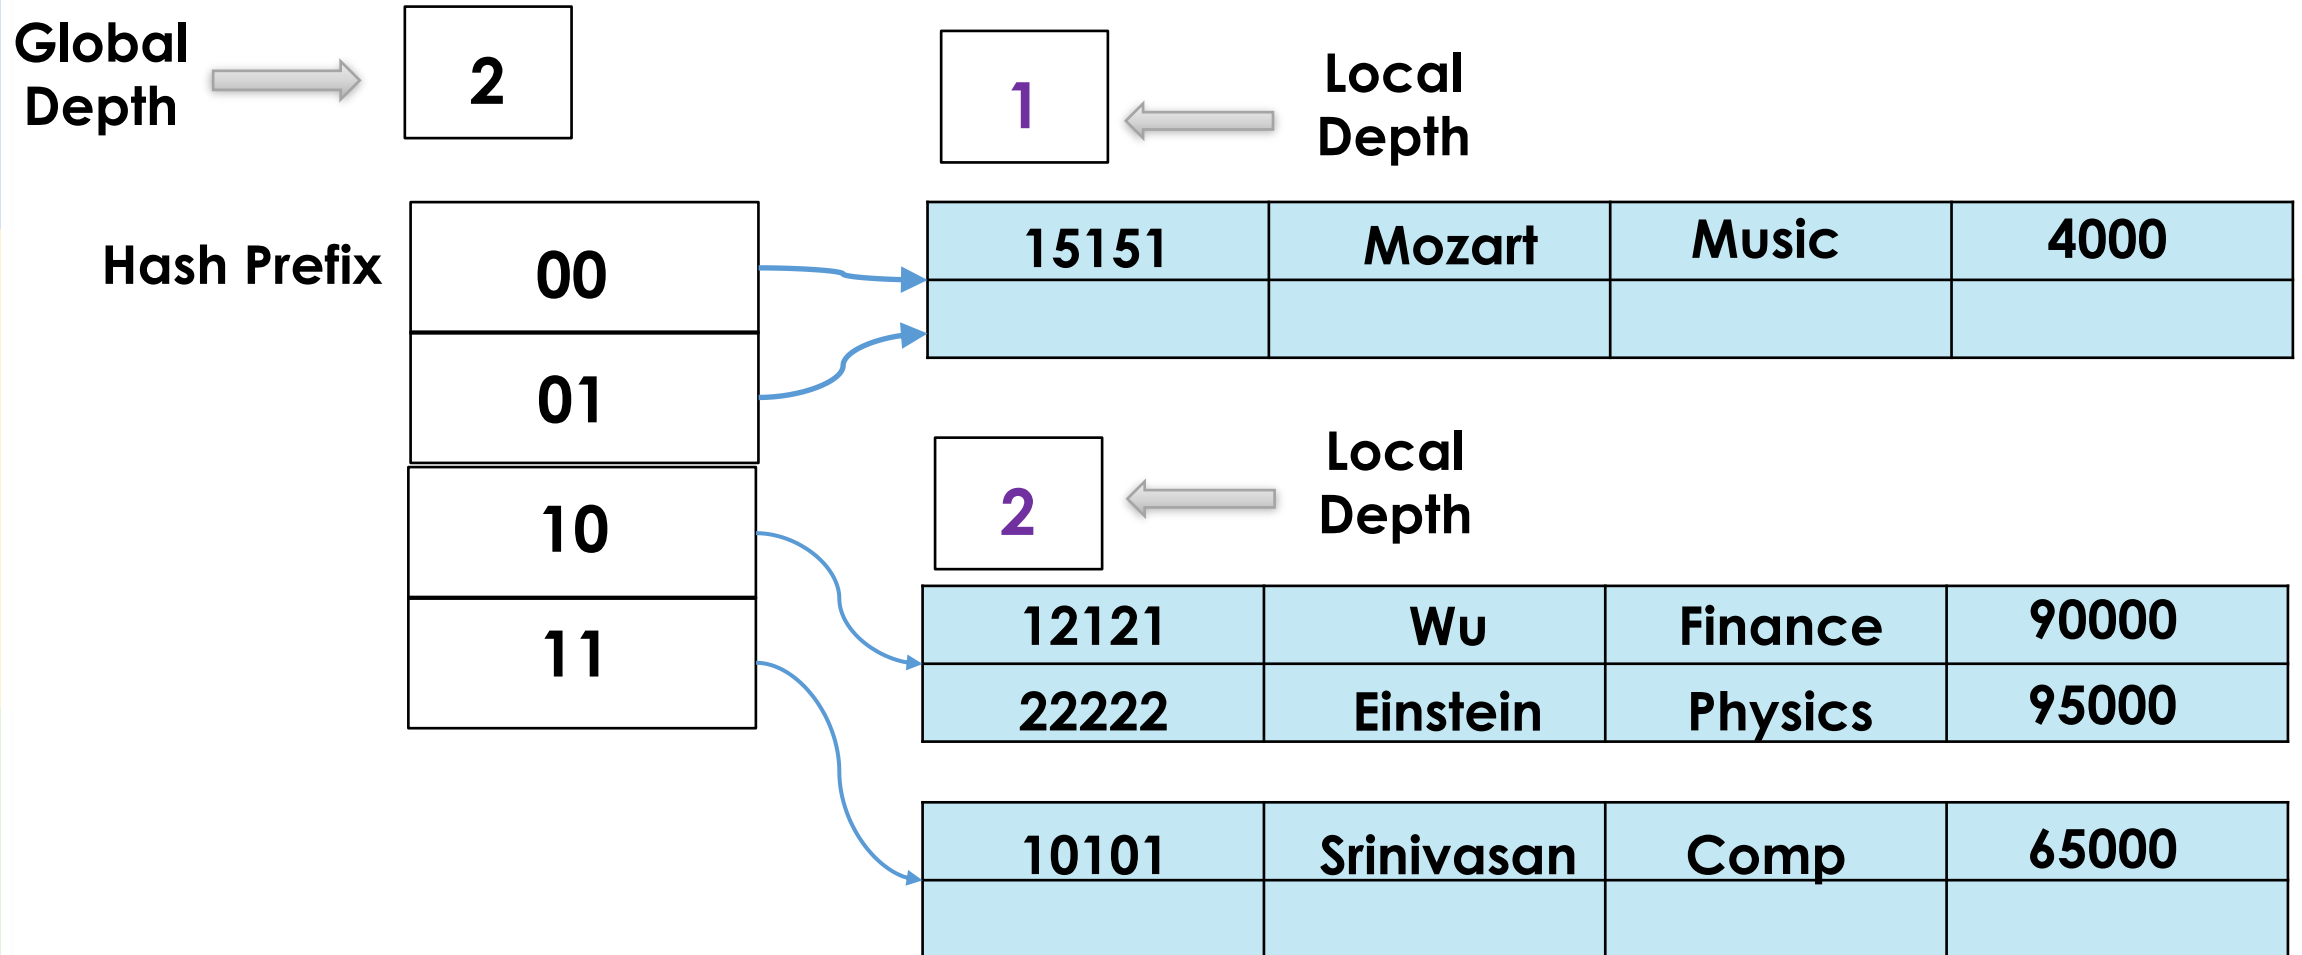 Global
Depth
2
1
Local
Depth
Hash Prefix
00
01
10
11
15151 Mozart Music 4000
2
Local
Depth
12121 Wu Finance 90000
22222 Einstein Physics 95000
10101 Srinivasan Comp 65000